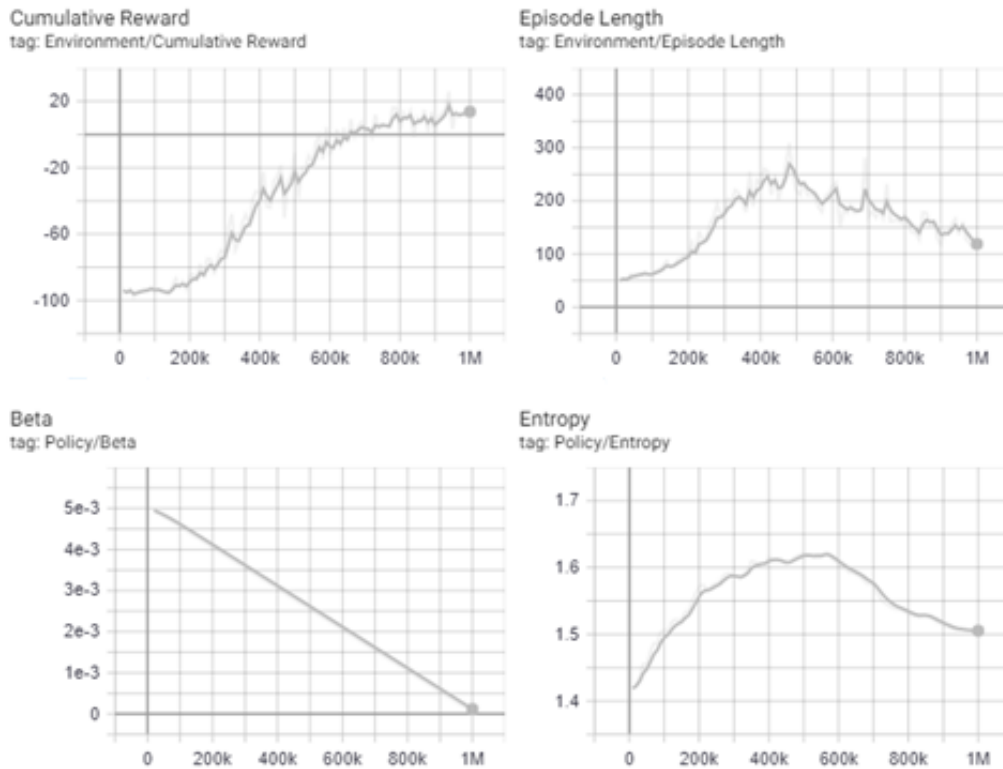 Cumulative Reward
tag: Environment/Cumulative Reward
20
-20
-60
-100
0 200k 400k 600k 800k 1M
Episode Length
tag: Environment/Episode Length
400
300
200
100
0
0 200k 400k 600k 800k 1M
Beta
tag: Policy/Beta
5e-3
4e-3
3e-3
2e-3
1e-3
0
0 200k 400k 600k 800k 1M
Entropy
tag: Policy/Entropy
1.7
1.6
1.5
1.4
0 200k 400k 600k 800k 1M